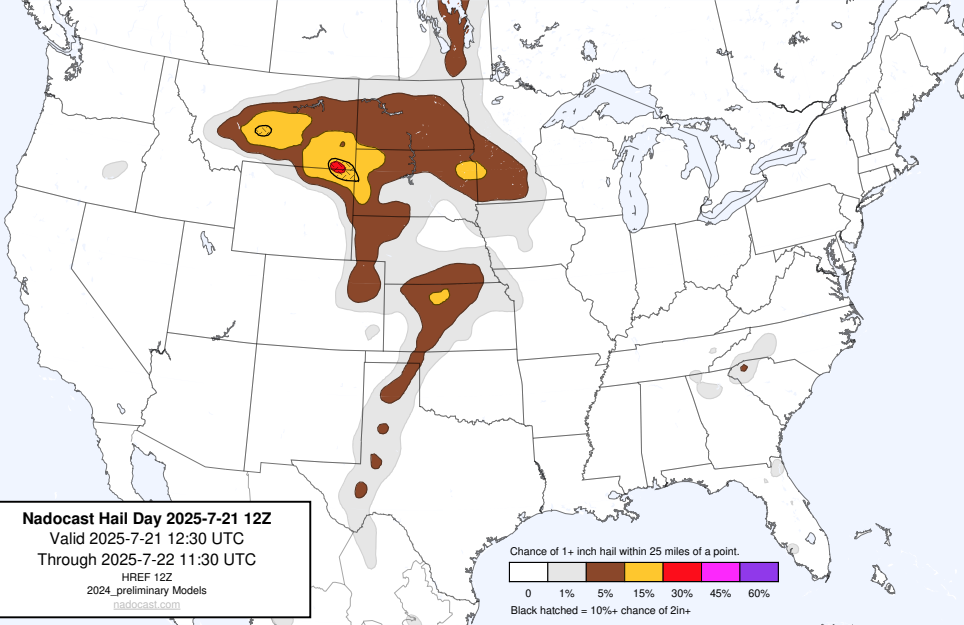 Nadocast Hail Day 2025-7-21 12Z
Valid 2025-7-21 12:30 UTC
Through 2025-7-22 11:30 UTC
HREF 12Z
2024_preliminary Models
nadocast.com
Chance of 1+ inch hail within 25 miles of a point.
0 1% 5% 15% 30% 45% 60%
Black hatched = 10%+ chance of 2in+